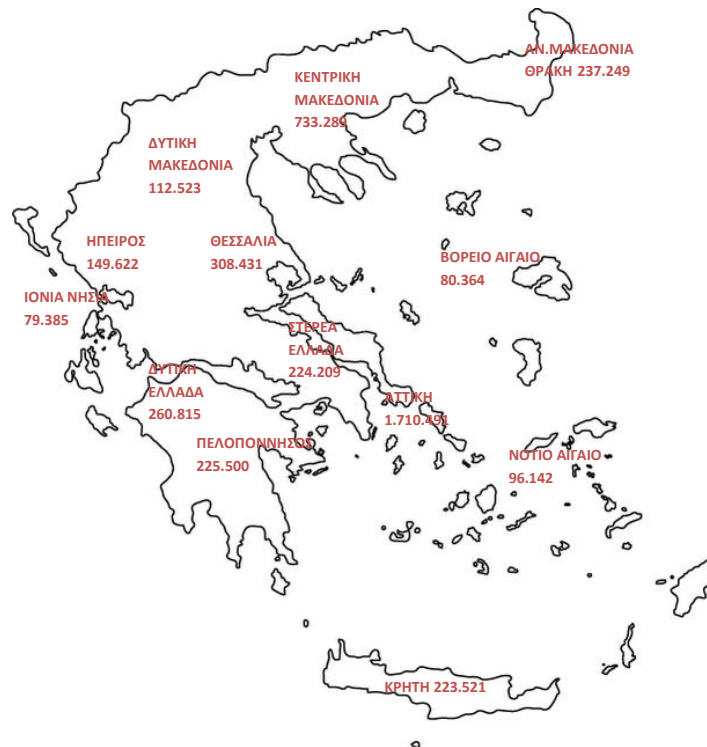 ΑΝ.ΜΑΚΕΔΟΝΙΑ
ΘΡΑΚΗ 237.249
ΚΕΝΤΡΙΚΗ
ΜΑΚΕΔΟΝΙΑ
733.289
ΔΥΤΙΚΗ
ΜΑΚΕΔΟΝΙΑ
112.523
ΗΠΕΙΡΟΣ
149.622
ΘΕΣΣΑΛΙΑ
308.431
ΒΟΡΕΙΟ ΑΙΓΑΙΟ
80.364
ΙΟΝΙΑ ΝΗΣΙΑ
79.385
ΣΤΕΡΕΑ
ΕΛΛΑΔΑ
224.209
ΔΥΤΙΚΗ
ΕΛΛΑΔΑ
260.815
ΑΤΤΙΚΗ
1.710.491
ΠΕΛΟΠΟΝΝΗΣΟΣ
225.500
ΝΟΤΙΟ ΑΙΓΑΙΟ
96.142
ΚΡΗΤΗ 223.521